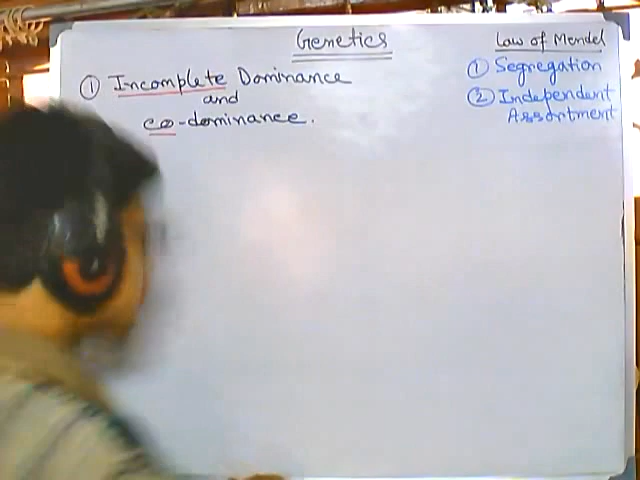 Genetics
① Incomplete Dominance
and
co-dominance.
Law of Mendel
① Segregation
② Independent
Assortment